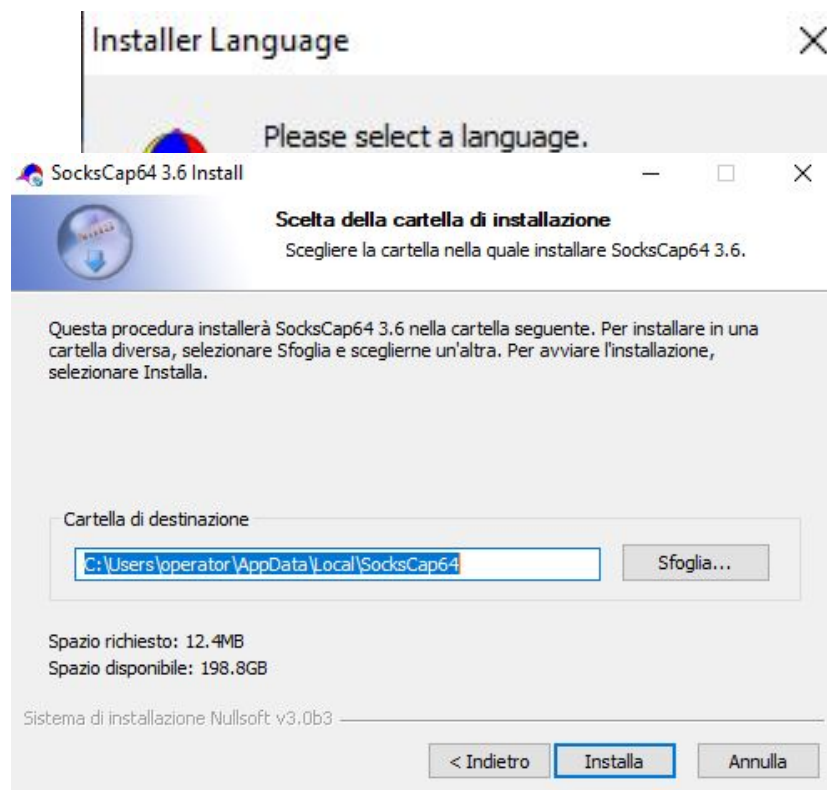 Installer Language
Please select a language.
SocksCap64 3.6 Install
Scelta della cartella di installazione
Scegliere la cartella nella quale installare SocksCap64 3.6.
Questa procedura installerà SocksCap64 3.6 nella cartella seguente. Per installare in una
cartella diversa, selezionare Sfoglia e sceglierne un'altra. Per avviare l'installazione,
selezionare Installa.
Cartella di destinazione
C:\Users\operator\AppData\Local\SocksCap64
Sfoglia...
Spazio richiesto: 12.4MB
Spazio disponibile: 198.8GB
Sistema di installazione Nullsoft v3.0b3
< Indietro
Installa
Annulla